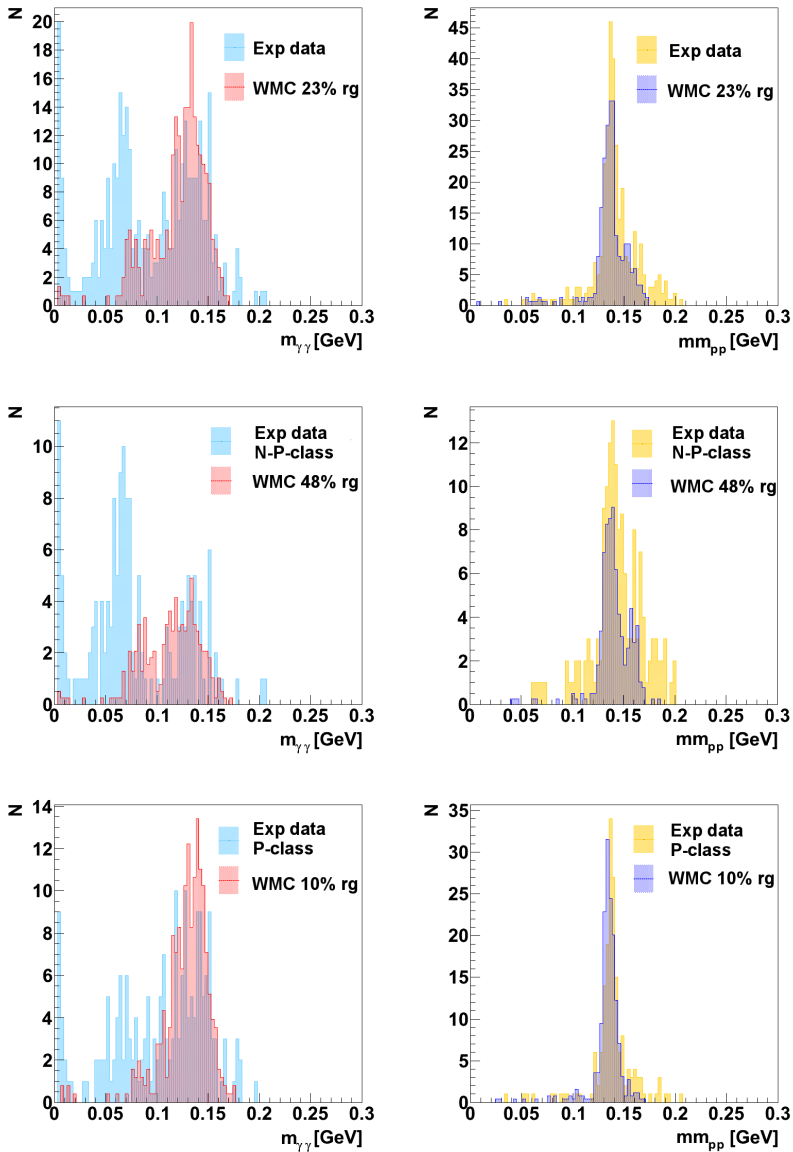 N
20
18
16
14
12
10
8
6
4
2
0
Exp data
WMC 23% rg
0 0.05 0.1 0.15 0.2 0.25 0.3
mγγ [GeV]
N
45
40
35
30
25
20
15
10
5
0
Exp data
WMC 23% rg
0 0.05 0.1 0.15 0.2 0.25 0.3
mmpp [GeV]
N
10
8
6
4
2
0
Exp data
N-P-class
WMC 48% rg
0 0.05 0.1 0.15 0.2 0.25 0.3
mγγ [GeV]
N
12
10
8
6
4
2
0
Exp data
N-P-class
WMC 48% rg
0 0.05 0.1 0.15 0.2 0.25 0.3
mmpp [GeV]
N
14
12
10
8
6
4
2
0
Exp data
P-class
WMC 10% rg
0 0.05 0.1 0.15 0.2 0.25 0.3
mγγ [GeV]
N
35
30
25
20
15
10
5
0
Exp data
P-class
WMC 10% rg
0 0.05 0.1 0.15 0.2 0.25 0.3
mmpp [GeV]